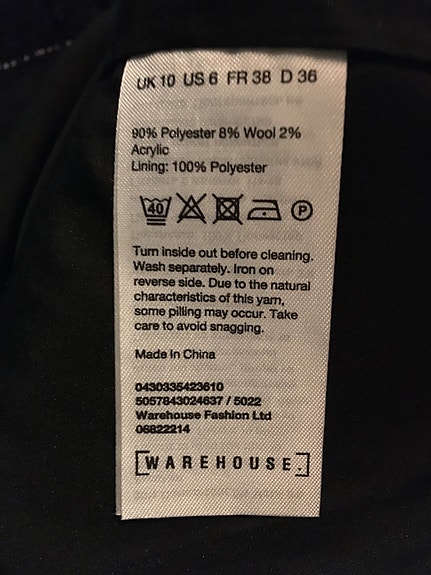 UK 10 US 6 FR 38 D 36
90% Polyester 8% Wool 2%
Acrylic
Lining: 100% Polyester
40 P
Turn inside out before cleaning.
Wash separately. Iron on
reverse side. Due to the natural
characteristics of this yarn,
some pilling may occur. Take
care to avoid snagging.
Made in China
0430335423610
5057843024637 / 5022
Warehouse Fashion Ltd
06822214
[WAREHOUSE.]